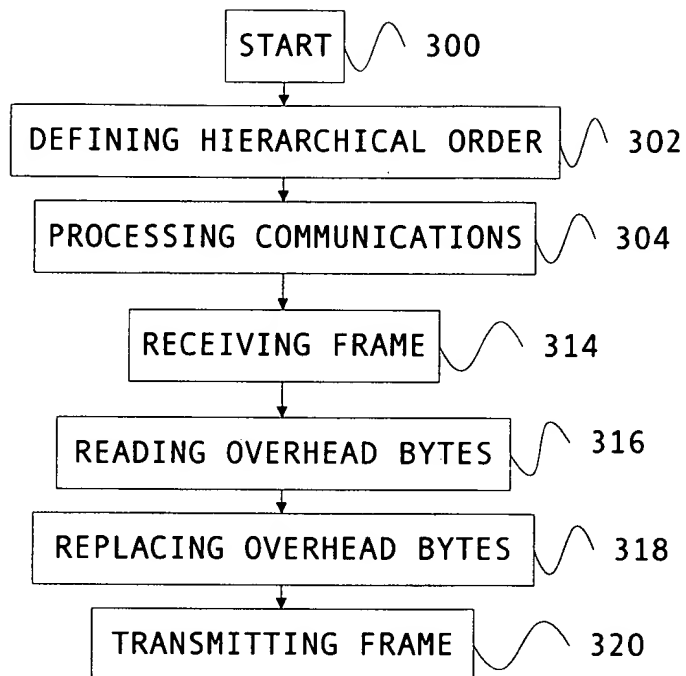 START 300
DEFINING HIERARCHICAL ORDER 302
PROCESSING COMMUNICATIONS 304
RECEIVING FRAME 314
READING OVERHEAD BYTES 316
REPLACING OVERHEAD BYTES 318
TRANSMITTING FRAME 320